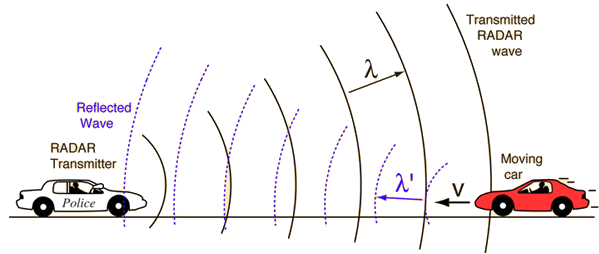 Transmitted
RADAR
wave
λ
Reflected
Wave
RADAR
Transmitter
Police
λ'
v
Moving
car